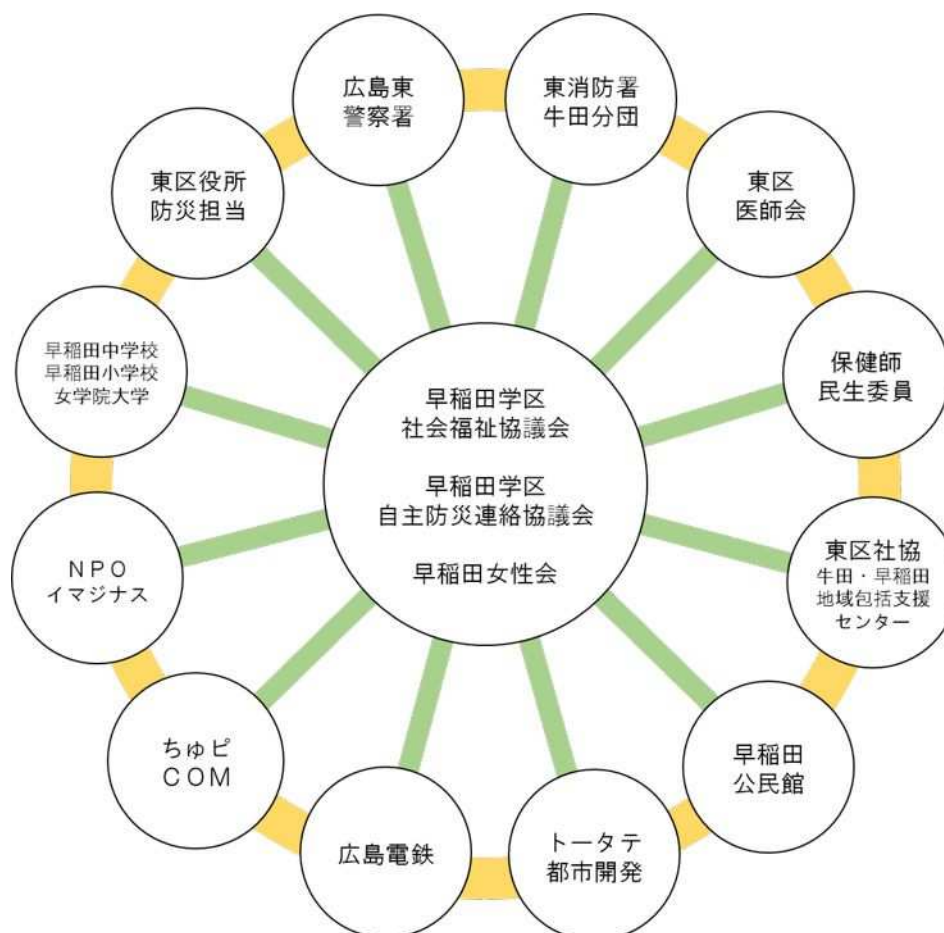 広島東
警察署
東消防署
牛田分団
東区
医師会
保健師
民生委員
東区社協
牛田・早稲田
地域包括支援
センター
早稲田
公民館
トータテ
都市開発
広島電鉄
ちゅピ
ＣＯＭ
ＮＰＯ
イマジナス
早稲田中学校
早稲田小学校
女学院大学
東区役所
防災担当
早稲田学区
社会福祉協議会
早稲田学区
自主防災連絡協議会
早稲田女性会